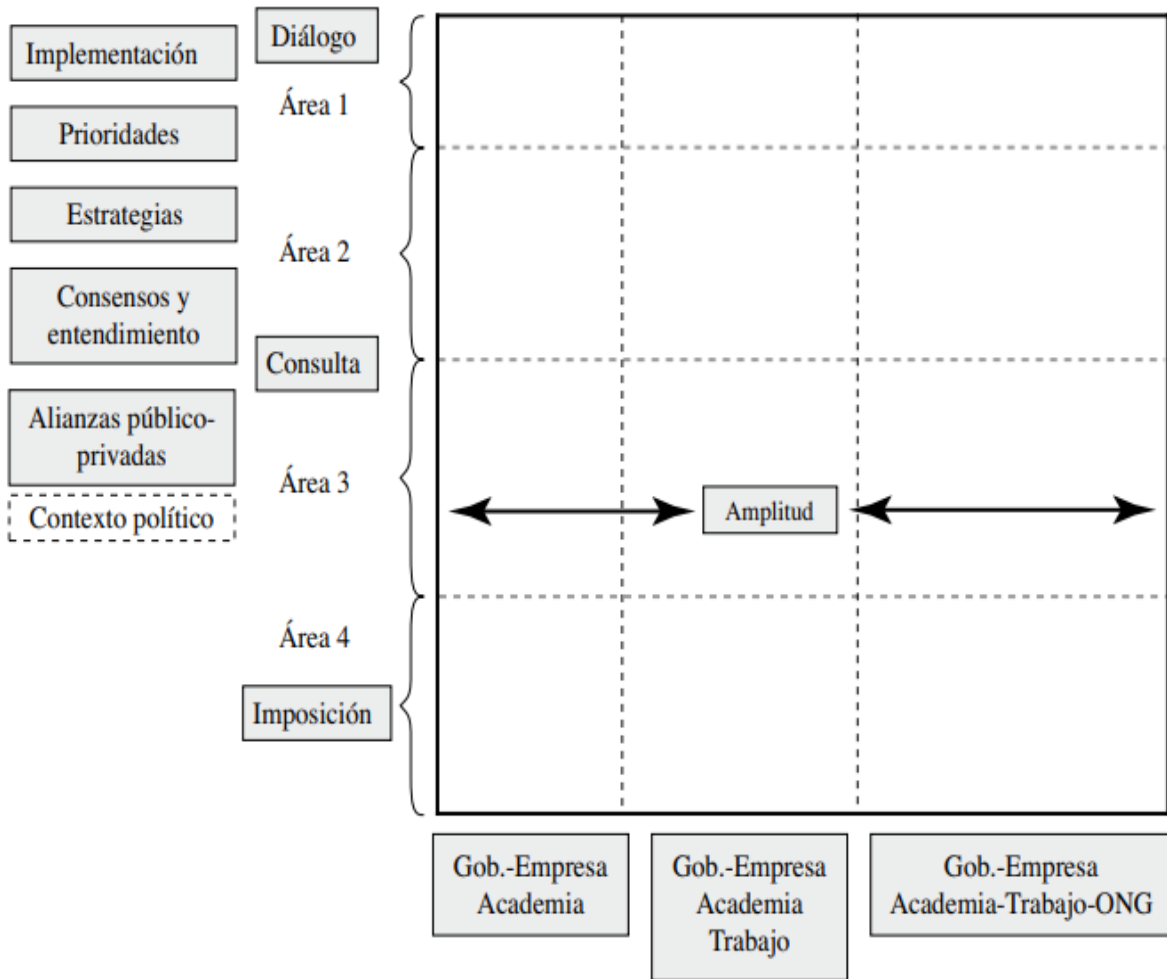 Implementación
Prioridades
Estrategias
Consensos y
entendimiento
Alianzas público-
privadas
Contexto político
Diálogo
Área 1
Área 2
Consulta
Área 3
Área 4
Imposición
Amplitud
Gob.-Empresa
Academia
Gob.-Empresa
Academia
Trabajo
Gob.-Empresa
Academia-Trabajo-ONG